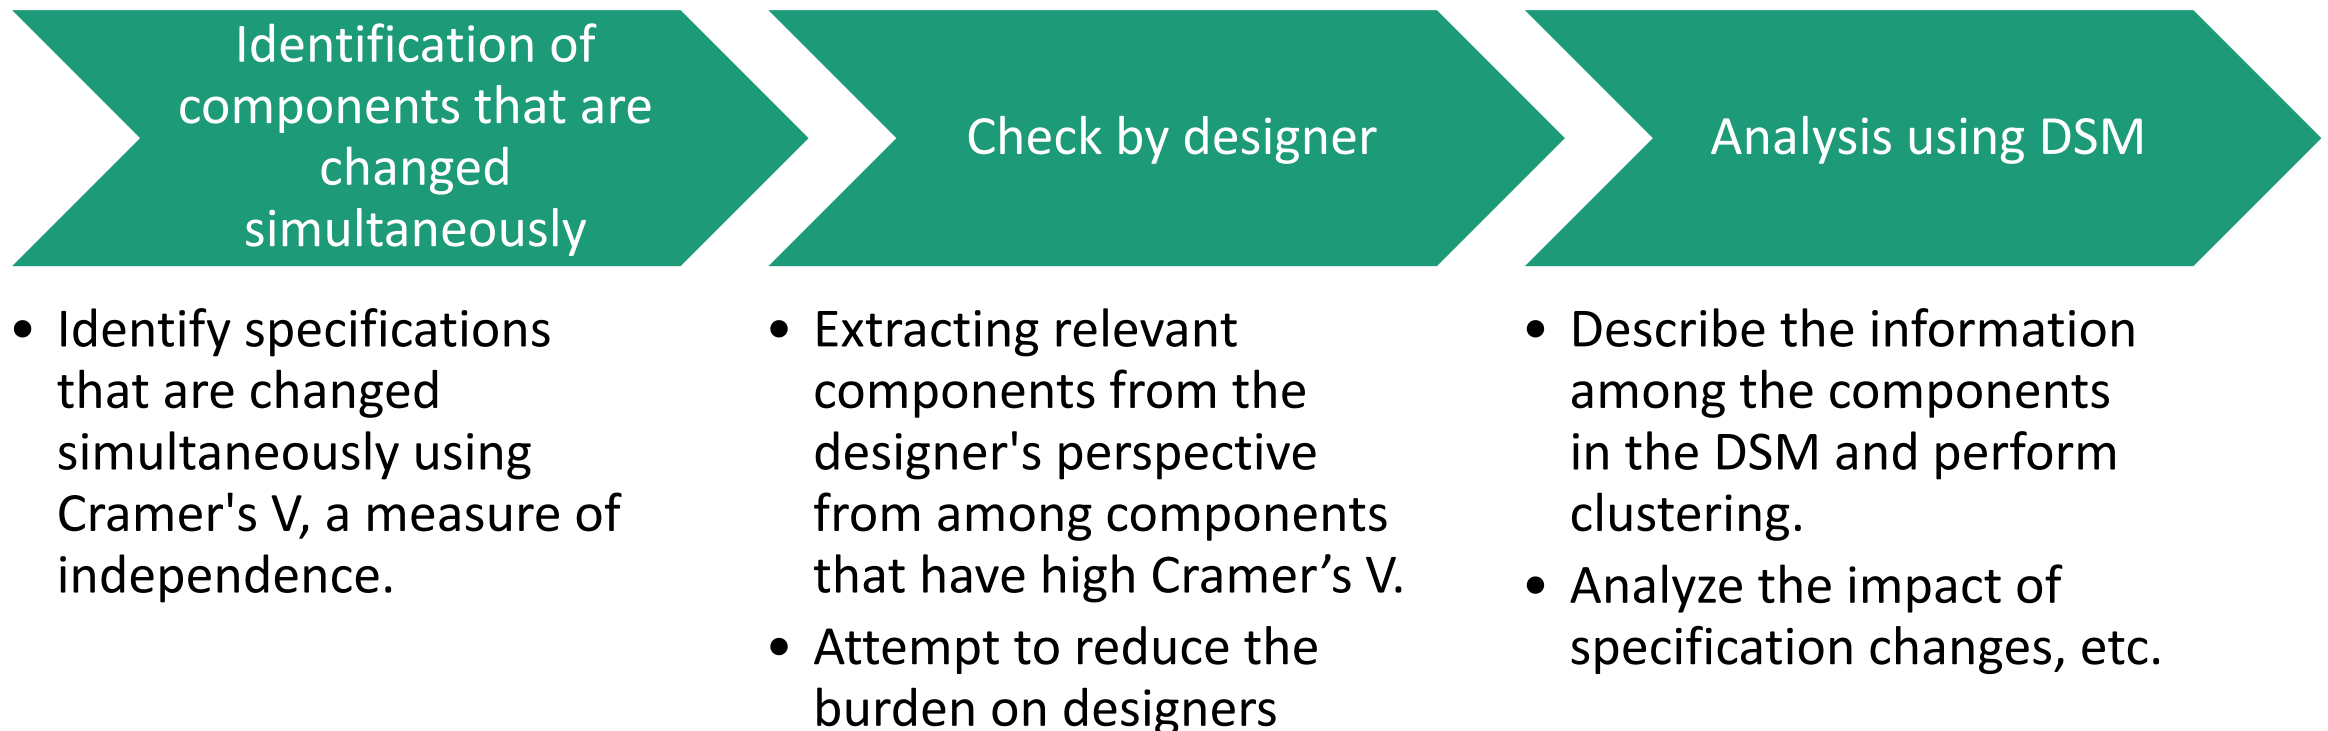 Identification of
components that are
changed
simultaneously
Check by designer
Analysis using DSM
• Identify specifications
that are changed
simultaneously using
Cramer's V, a measure of
independence.
• Extracting relevant
components from the
designer's perspective
from among components
that have high Cramer’s V.
• Attempt to reduce the
burden on designers
• Describe the information
among the components
in the DSM and perform
clustering.
• Analyze the impact of
specification changes, etc.